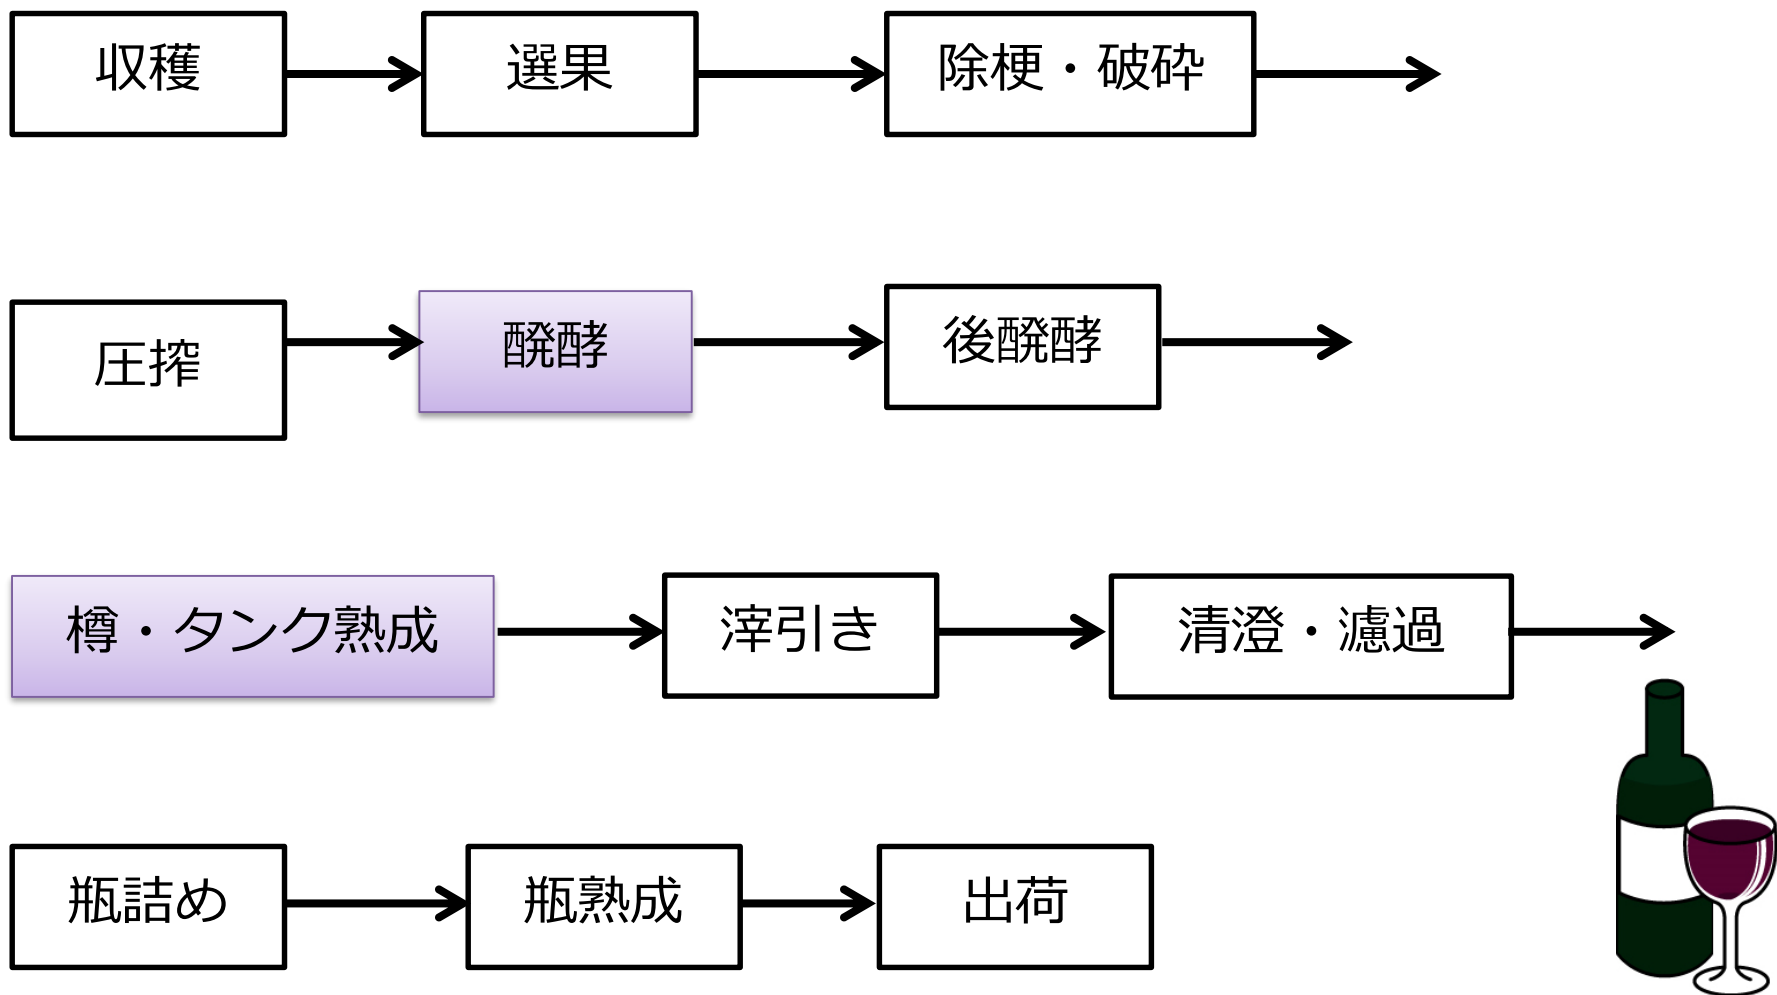 収穫
選果
除梗・破砕
圧搾
醗酵
後醗酵
樽・タンク熟成
滓引き
清澄・濾過
瓶詰め
瓶熟成
出荷